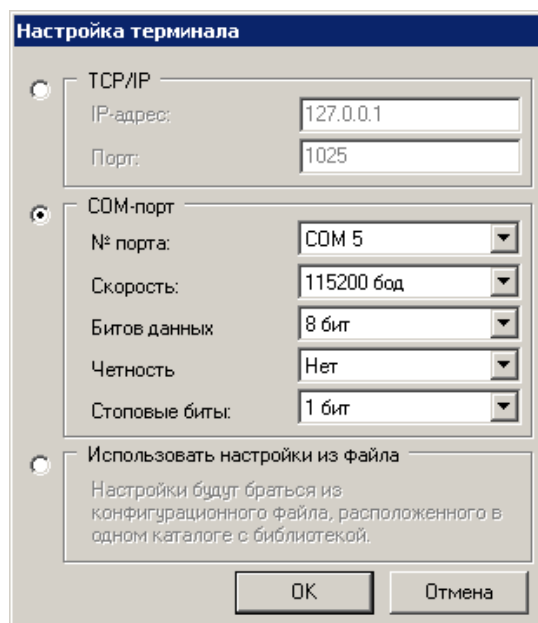 Настройка терминала
TCP/IP
IP-адрес: 127.0.0.1
Порт: 1025
COM-порт
№ порта: COM 5
Скорость: 115200 бод
Битов данных 8 бит
Четность Нет
Стоповые биты: 1 бит
Использовать настройки из файла
Настройки будут браться из
конфигурационного файла, расположенного в
одном каталоге с библиотекой.
OK Отмена